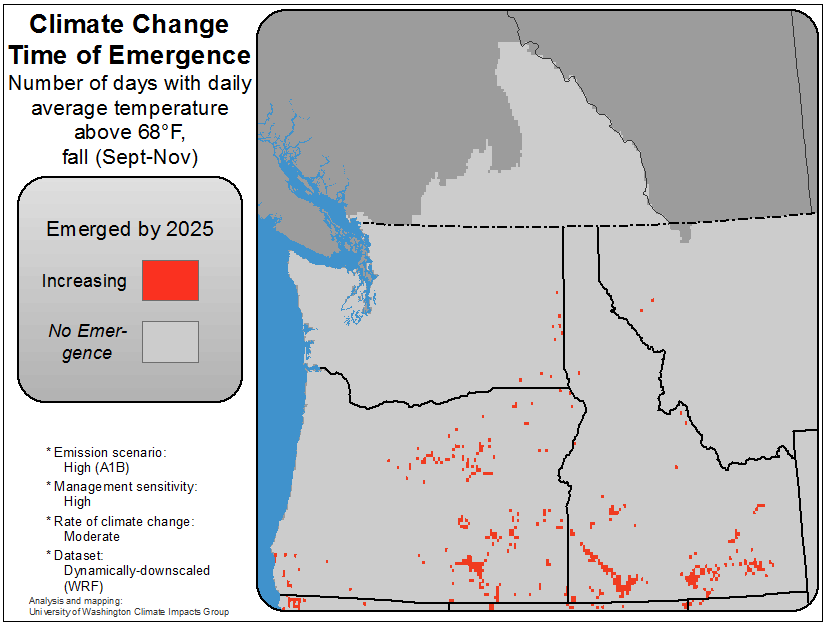 Climate Change
Time of Emergence
Number of days with daily
average temperature
above 68°F,
fall (Sept-Nov)
Emerged by 2025
Increasing
No Emer-
gence
* Emission scenario:
High (A1B)
* Management sensitivity:
High
* Rate of climate change:
Moderate
* Dataset:
Dynamically-downscaled
(WRF)
Analysis and mapping:
University of Washington Climate Impacts Group